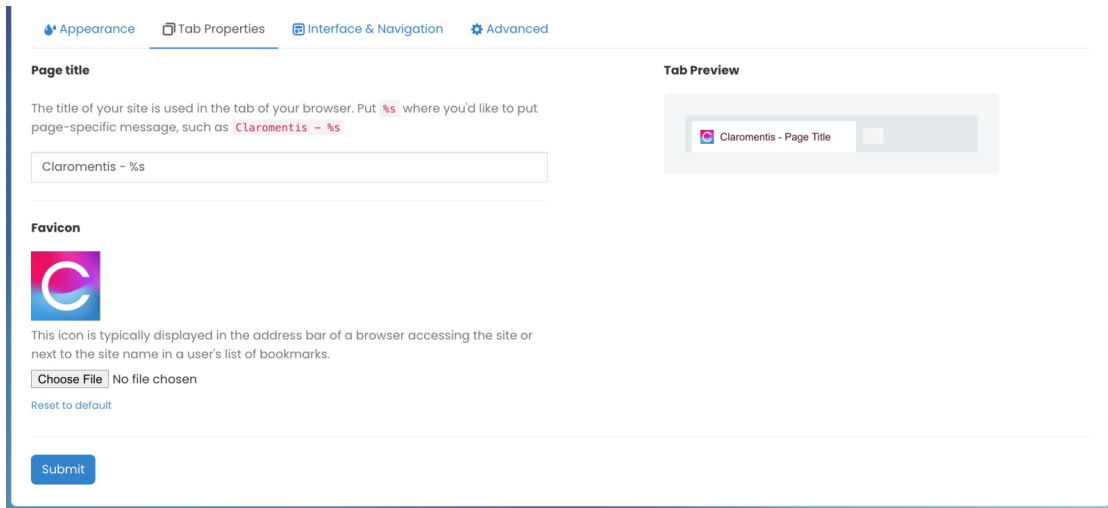 Appearance
Tab Properties
Interface & Navigation
Advanced
Page title
The title of your site is used in the tab of your browser. Put %s where you'd like to put
page-specific message, such as Claromentis - %s
Claromentis - %s
Favicon
C
This icon is typically displayed in the address bar of a browser accessing the site or
next to the site name in a user's list of bookmarks.
Choose File No file chosen
Reset to default
Submit
Tab Preview
Claromentis - Page Title